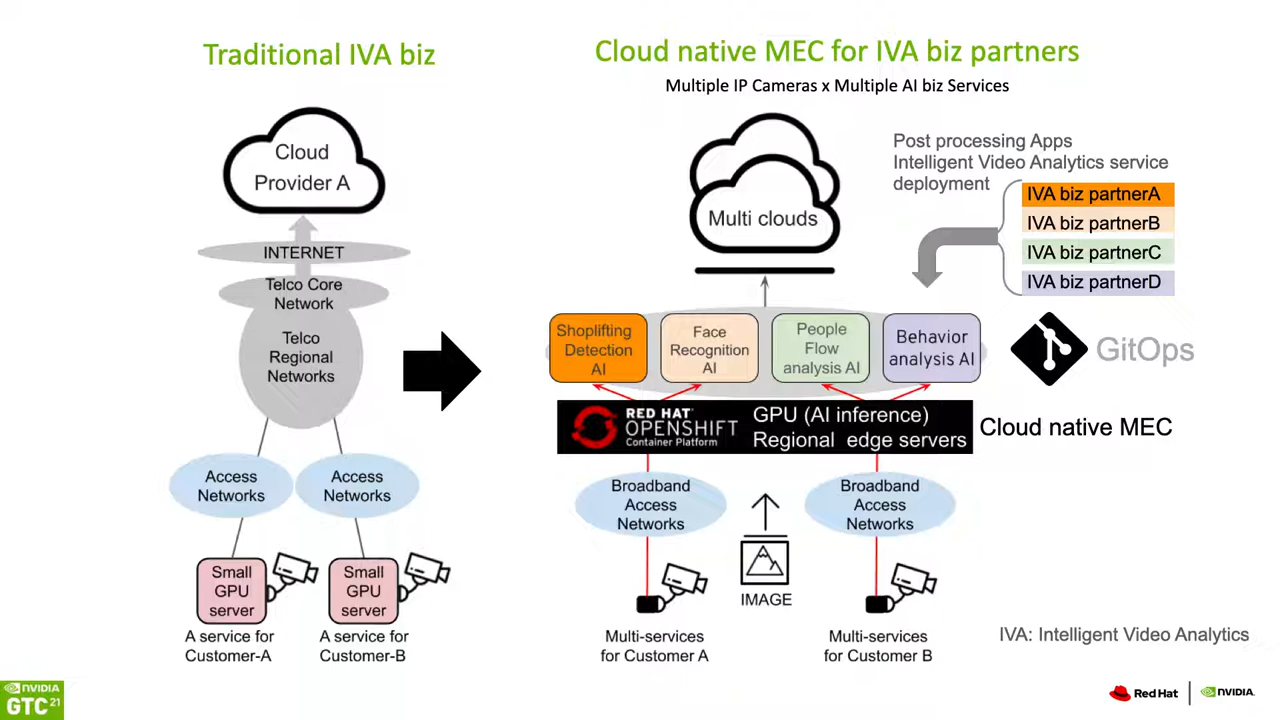 Traditional IVA biz
Cloud native MEC for IVA biz partners
Multiple IP Cameras x Multiple AI biz Services
Cloud
Provider A
INTERNET
Telco Core
Network
Telco
Regional
Networks
Access
Networks
Access
Networks
Small
GPU
server
Small
GPU
server
A service for
Customer-A
A service for
Customer-B
Multi clouds
Post processing Apps
Intelligent Video Analytics service
deployment
IVA biz partnerA
IVA biz partnerB
IVA biz partnerC
IVA biz partnerD
Shoplifting
Detection
AI
Face
Recognition
AI
People
Flow
analysis AI
Behavior
analysis AI
GitOps
RED HAT®
OPENSHIFT
Container Platform
GPU (AI inference)
Regional edge servers
Cloud native MEC
Broadband
Access
Networks
Broadband
Access
Networks
IMAGE
Multi-services
for Customer A
Multi-services
for Customer B
IVA: Intelligent Video Analytics
NVIDIA
GTC 21
Red Hat
NVIDIA.